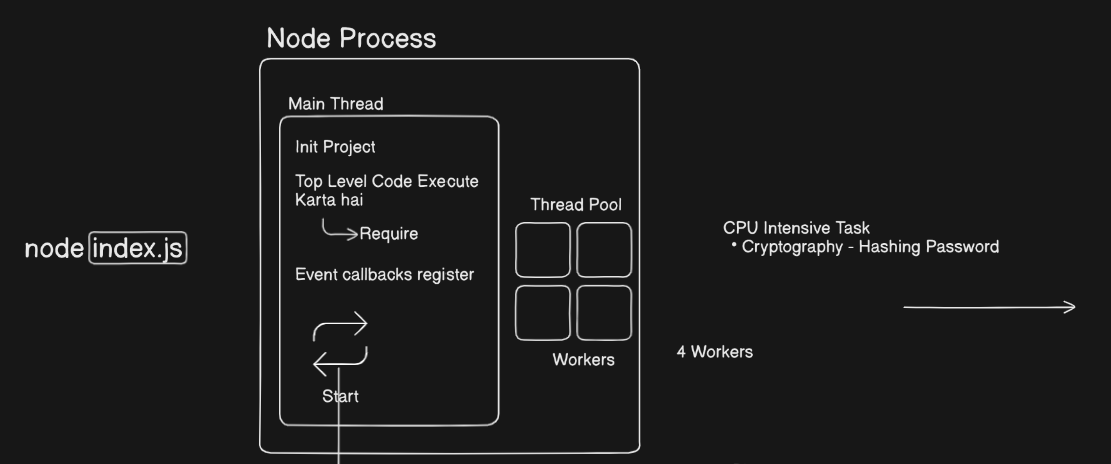 Node Process
Main Thread
Init Project
Top Level Code Execute
Karta hai
Require
Event callbacks register
Start
node index.js
Thread Pool
Workers
CPU Intensive Task
• Cryptography - Hashing Password
4 Workers